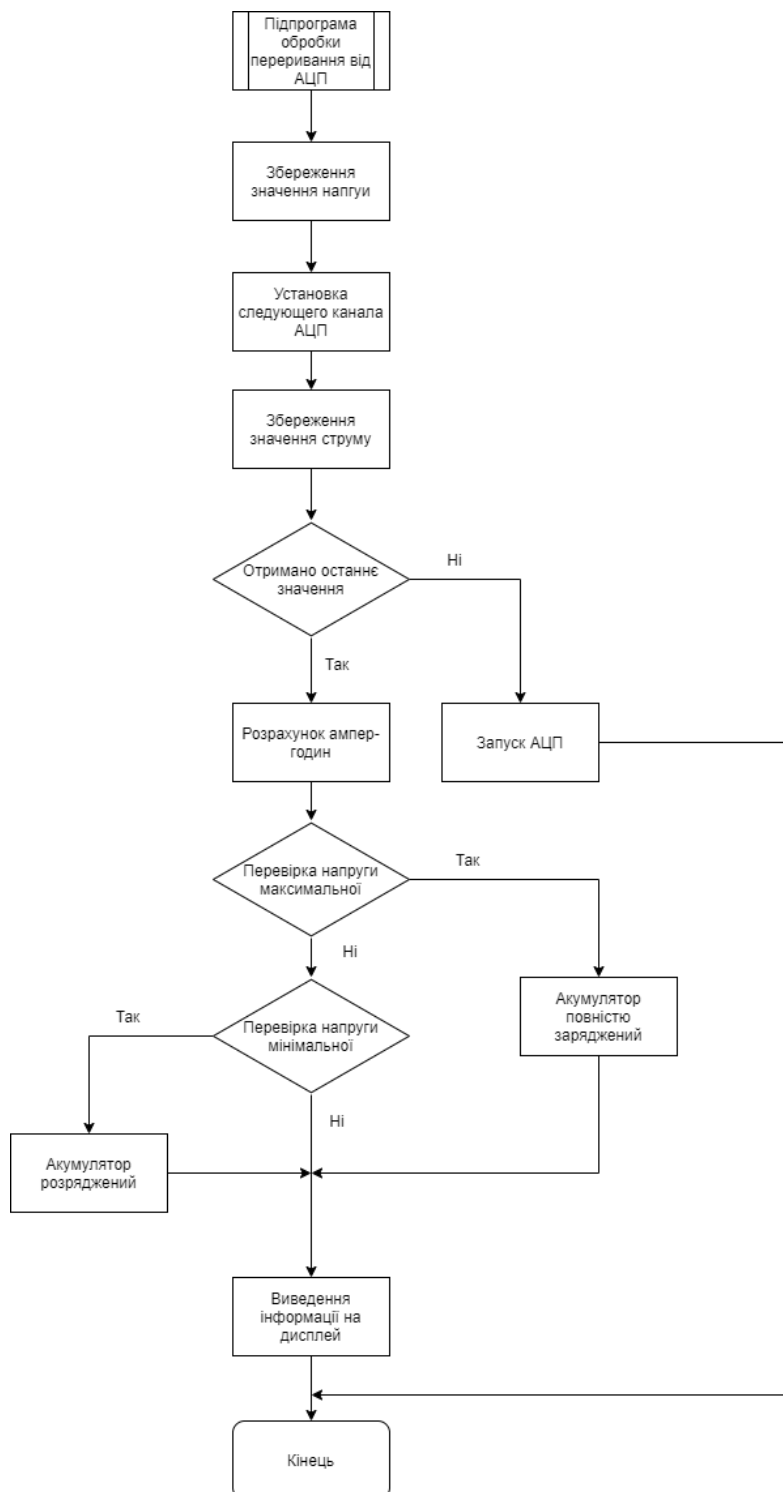 Підпрограма
обробки
переривання від
АЦП
Збереження
значення напгуи
Установка
следующего канала
АЦП
Збереження
значення струму
Отримано останнє
значення
Ні
Так
Розрахунок ампер-
годин
Запуск АЦП
Перевірка напруги
максимальної
Так
Ні
Акумулятор
повністю
заряджений
Перевірка напруги
мінімальної
Так
Ні
Акумулятор
розряджений
Виведення
інформації на
дисплей
Кінець